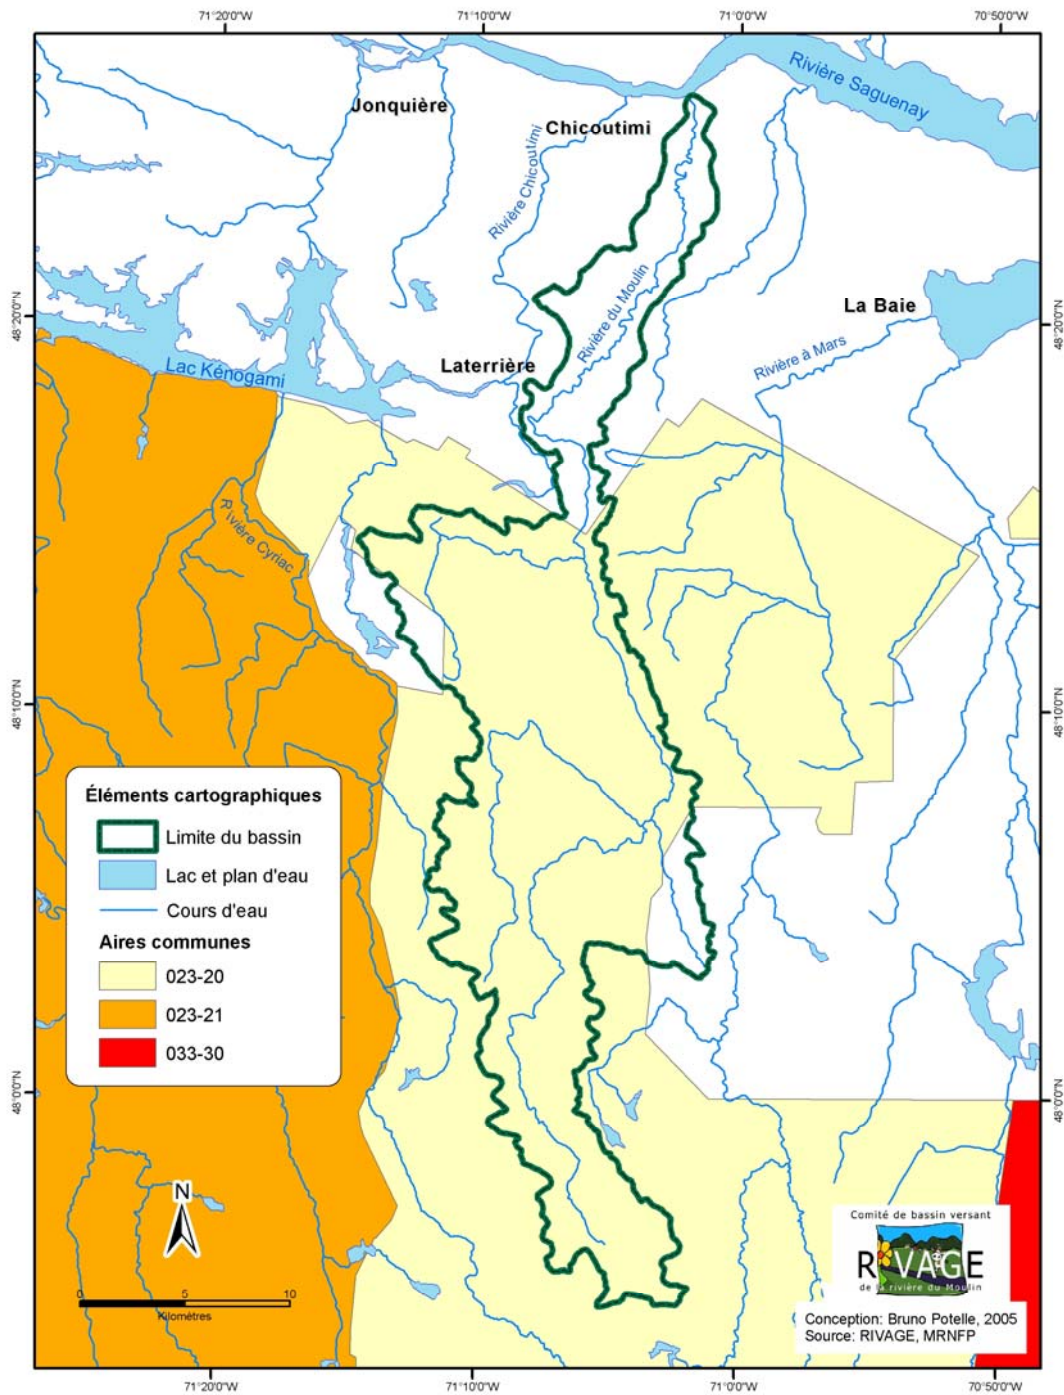 71°20'0"W
71°10'0"W
71°0'0"W
70°50'0"W
Rivière Saguenay
Jonquière
Chicoutimi
Rivière Chicoutimi
Rivière du Moulin
La Baie
48°20'0"N
48°20'0"N
Rivière à Mars
Laterrière
Lac Kénogami
Rivière Cyriac
48°10'0"N
48°10'0"N
Éléments cartographiques
Limite du bassin
Lac et plan d'eau
Cours d'eau
Aires communes
023-20
023-21
033-30
48°0'0"N
48°0'0"N
N
0 5 10
Kilomètres
Comité de bassin versant
RIVAGE
de la rivière du Moulin
Conception: Bruno Potelle, 2005
Source: RIVAGE, MRNFP
71°20'0"W
71°10'0"W
71°0'0"W
70°50'0"W